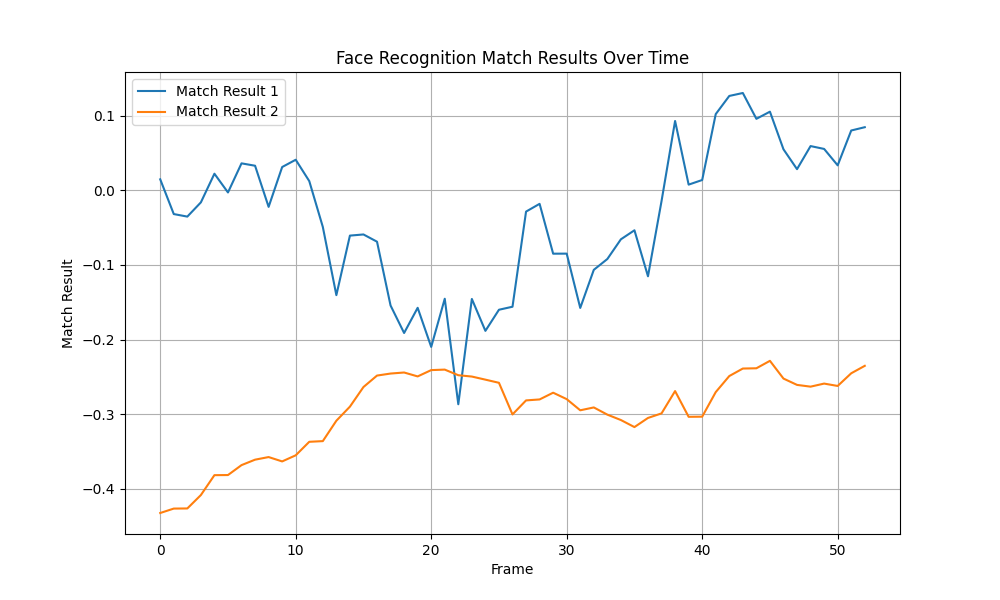 Face Recognition Match Results Over Time
Match Result 1
Match Result 2
0.1
0.0
−0.1
−0.2
−0.3
−0.4
Match Result
0 10 20 30 40 50
Frame